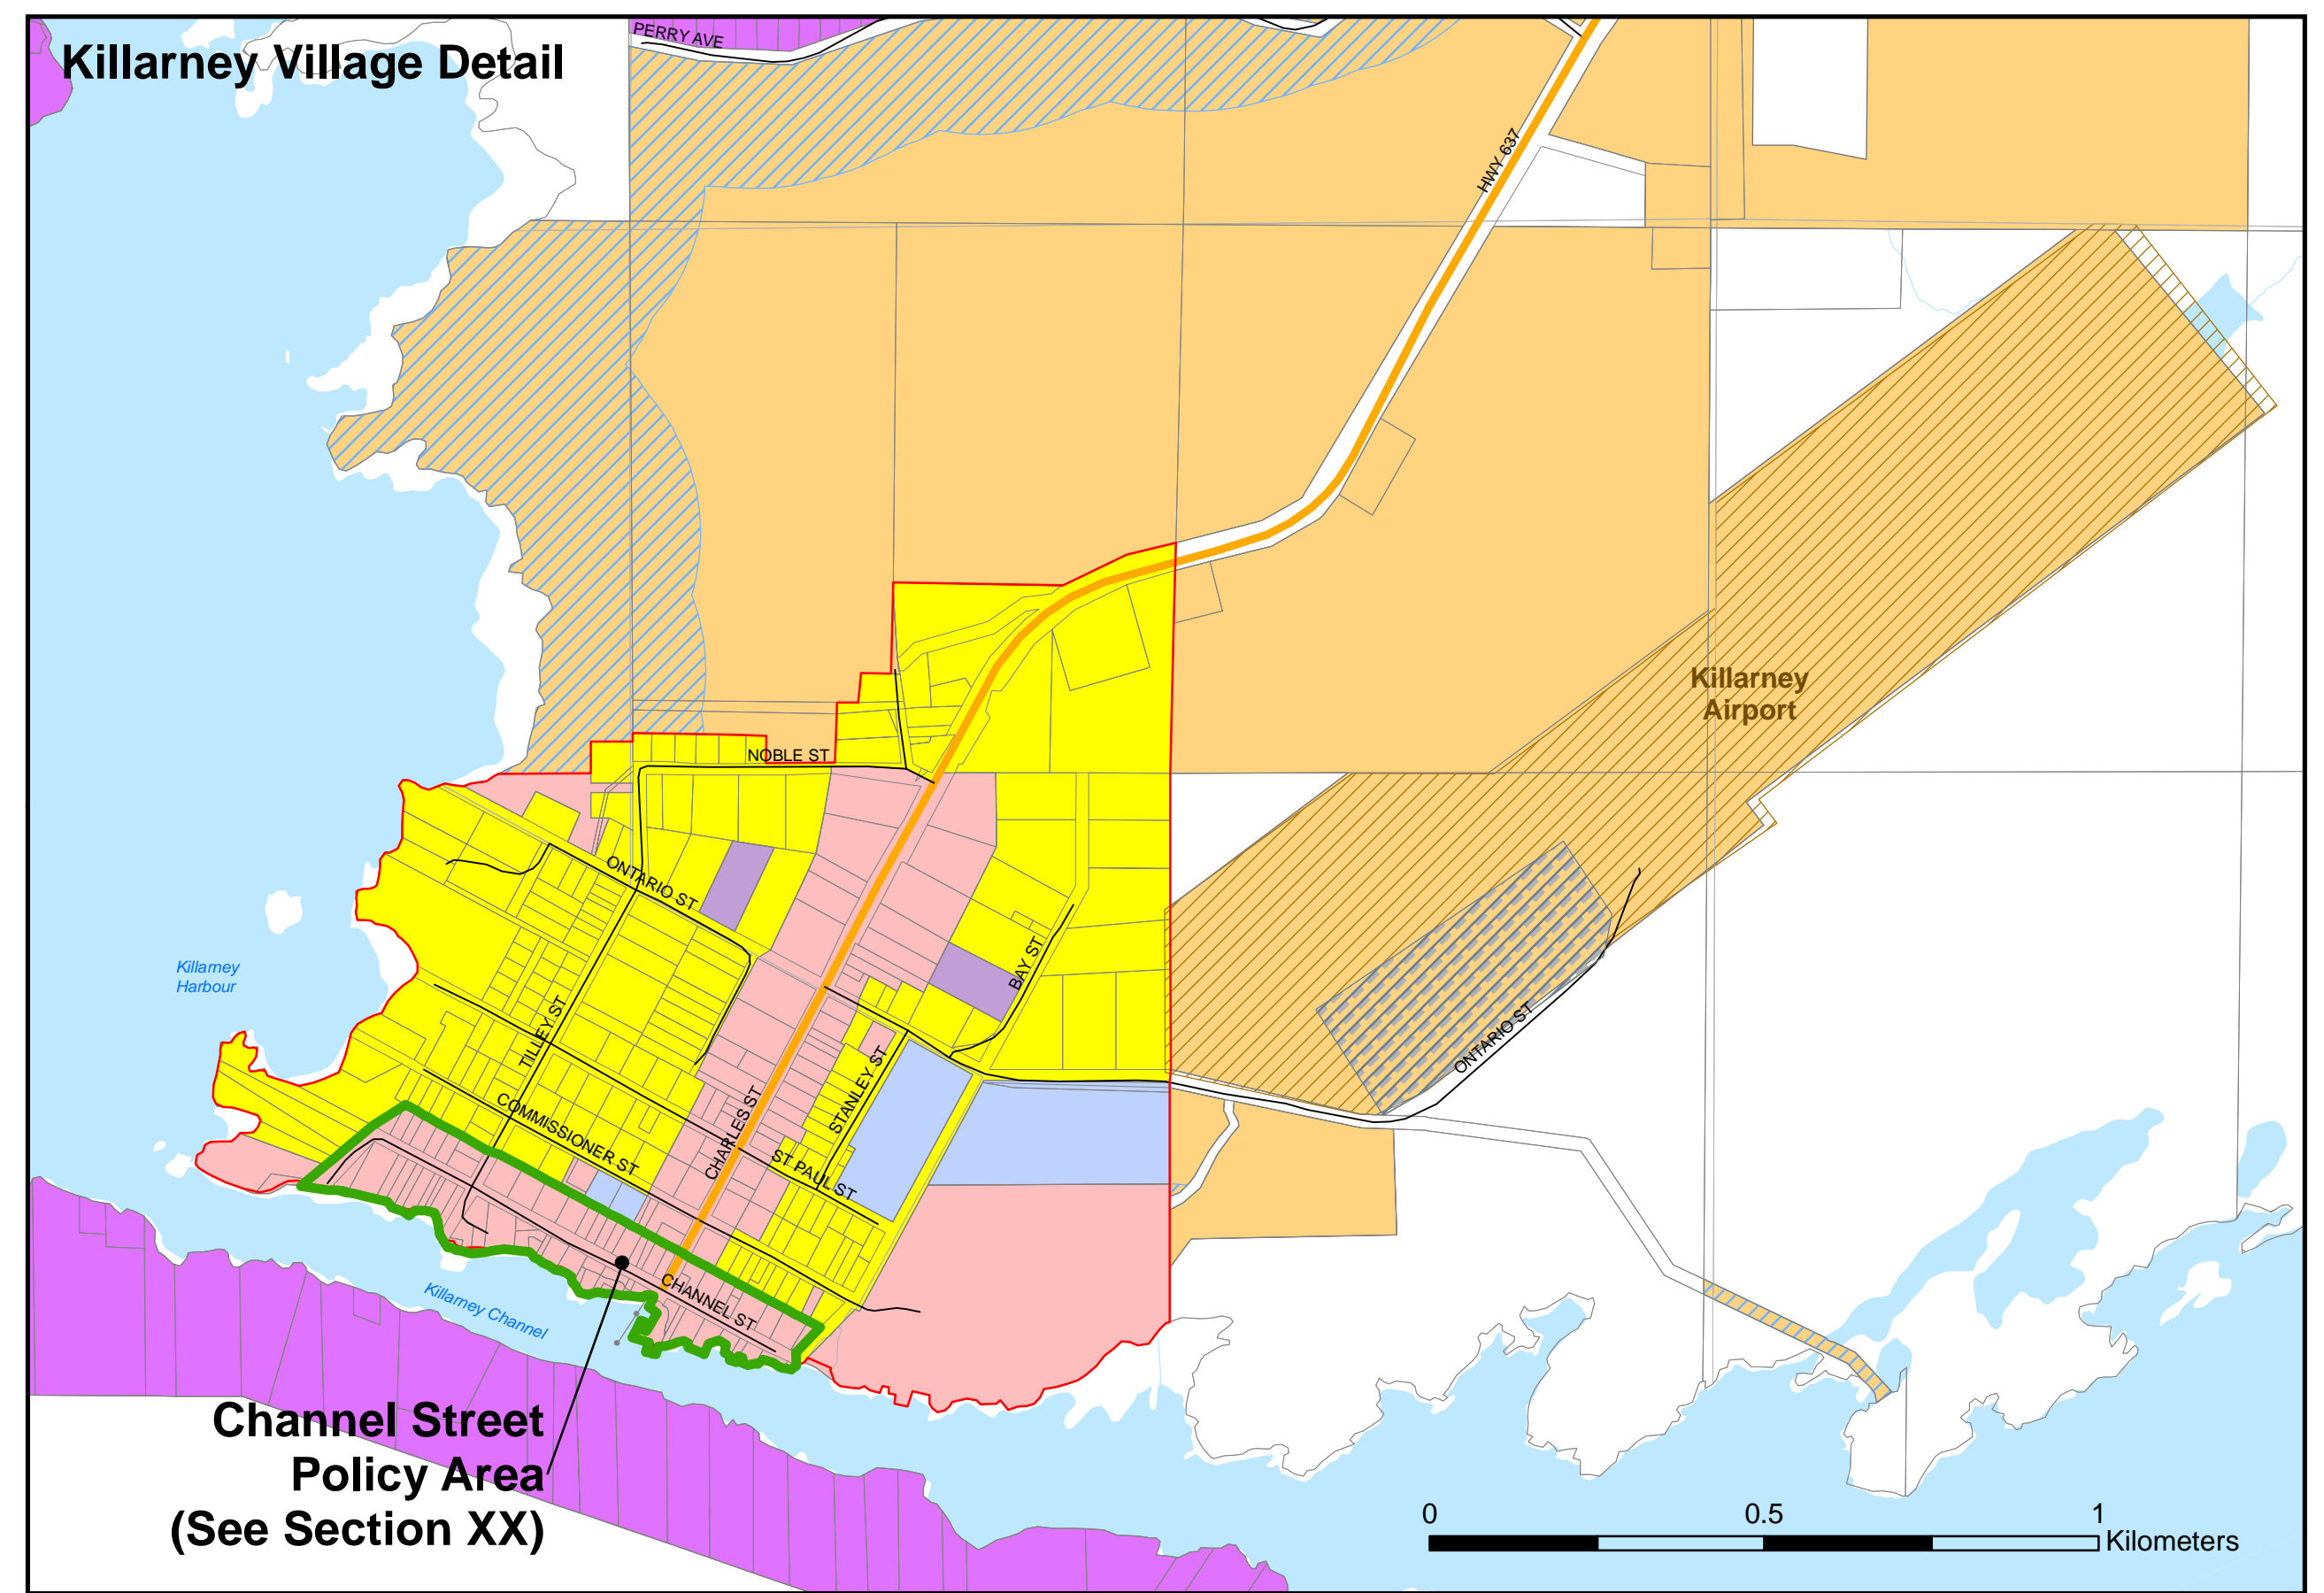 Killarney Village Detail
PERRY AVE
HWY 637
Killarney
Airport
NOBLE ST
ONTARIO ST
Killarney
Harbour
BAY ST
TILLEY ST
ONTARIO ST
STANLEY ST
CHARLES ST
COMMISSIONER ST
ST PAUL ST
CHANNEL ST
Killarney Channel
Channel Street
Policy Area
(See Section XX)
0 0.5 1
Kilometers